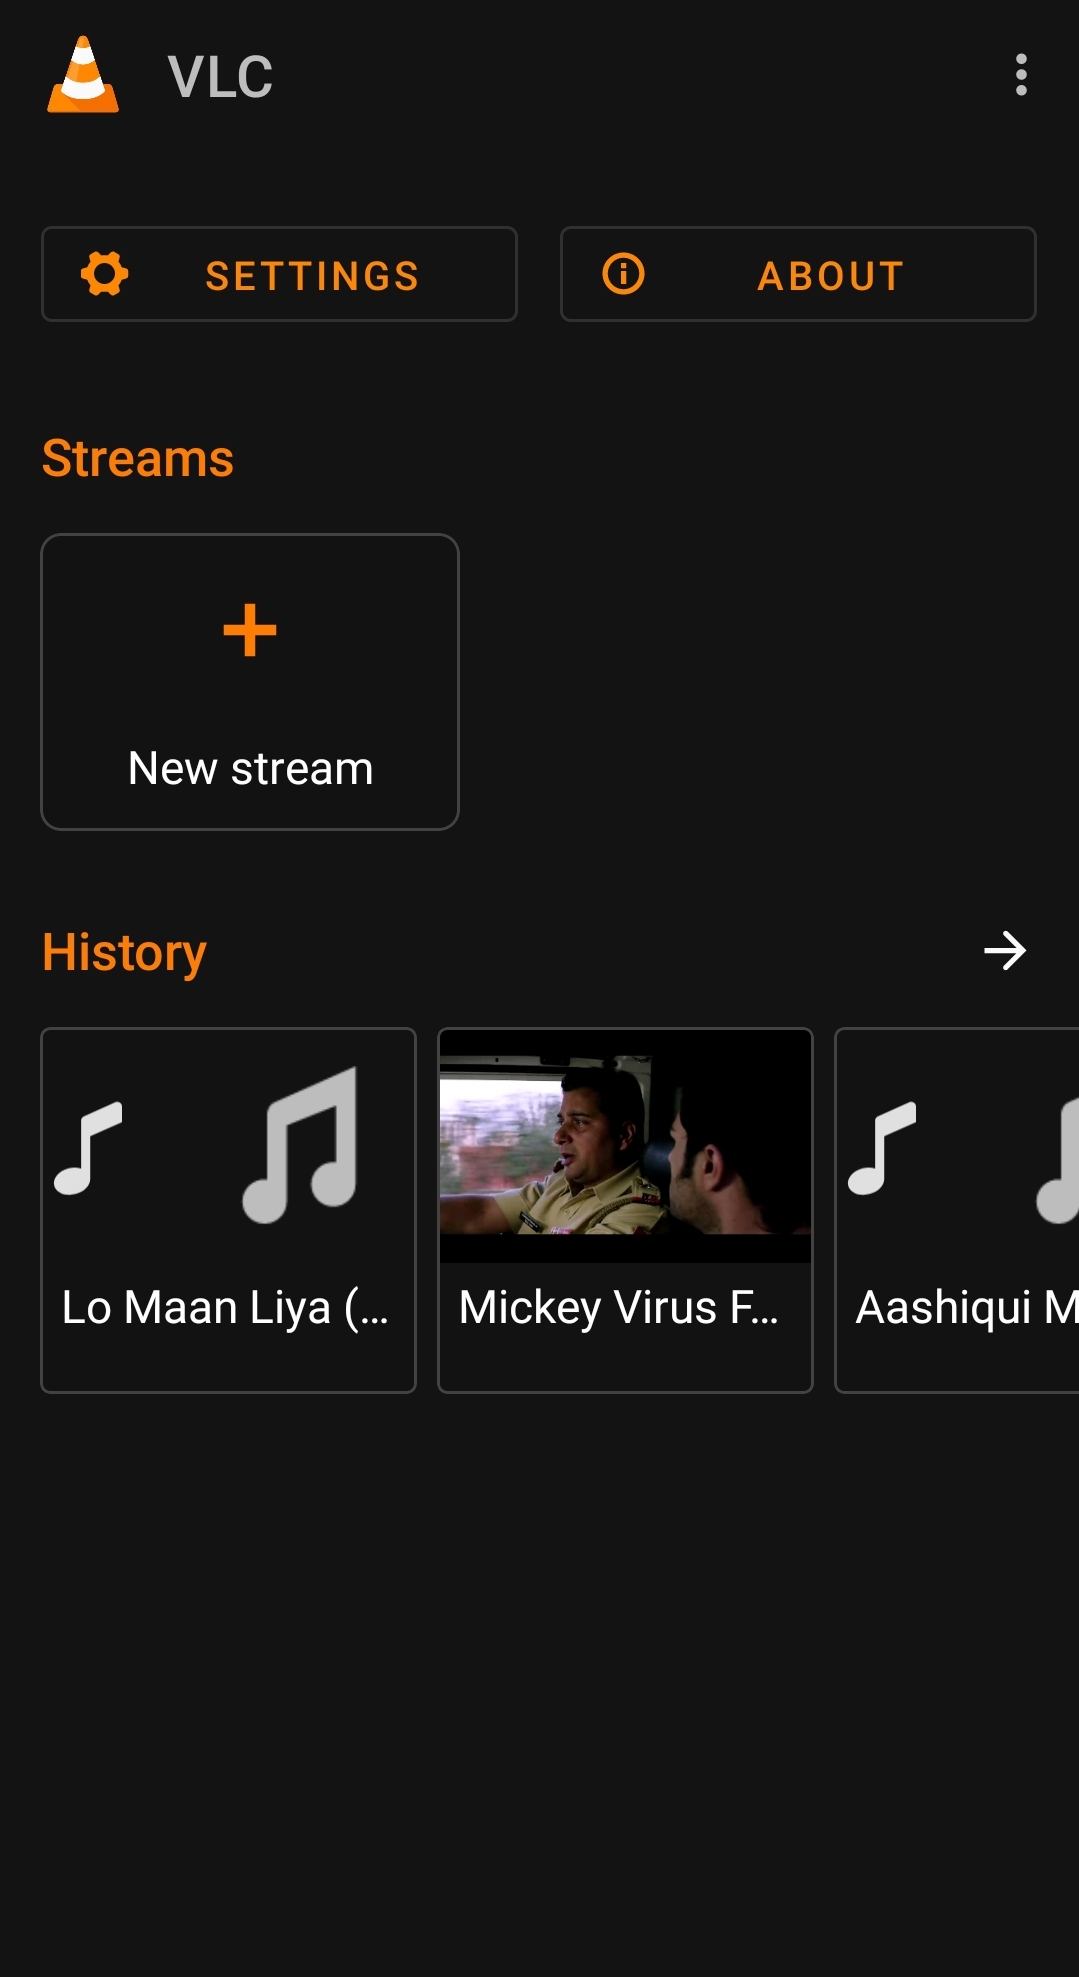 VLC
SETTINGS
ABOUT
Streams
New stream
History
Lo Maan Liya (...
Mickey Virus F...
Aashiqui M